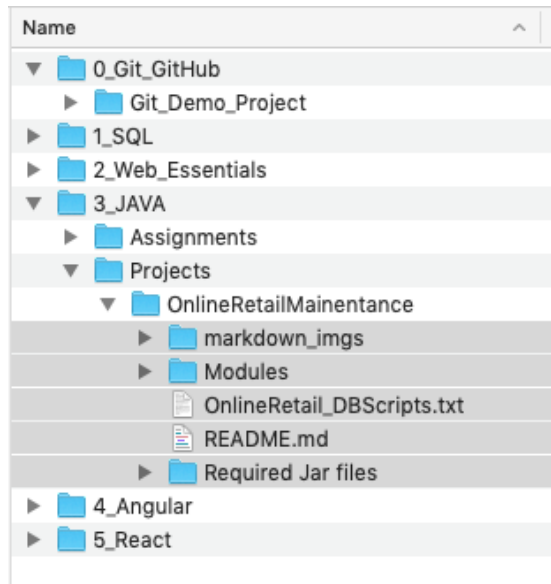 Name
0_Git_GitHub
Git_Demo_Project
1_SQL
2_Web_Essentials
3_JAVA
Assignments
Projects
OnlineRetailMainentance
markdown_imgs
Modules
OnlineRetail_DBScripts.txt
README.md
Required Jar files
4_Angular
5_React